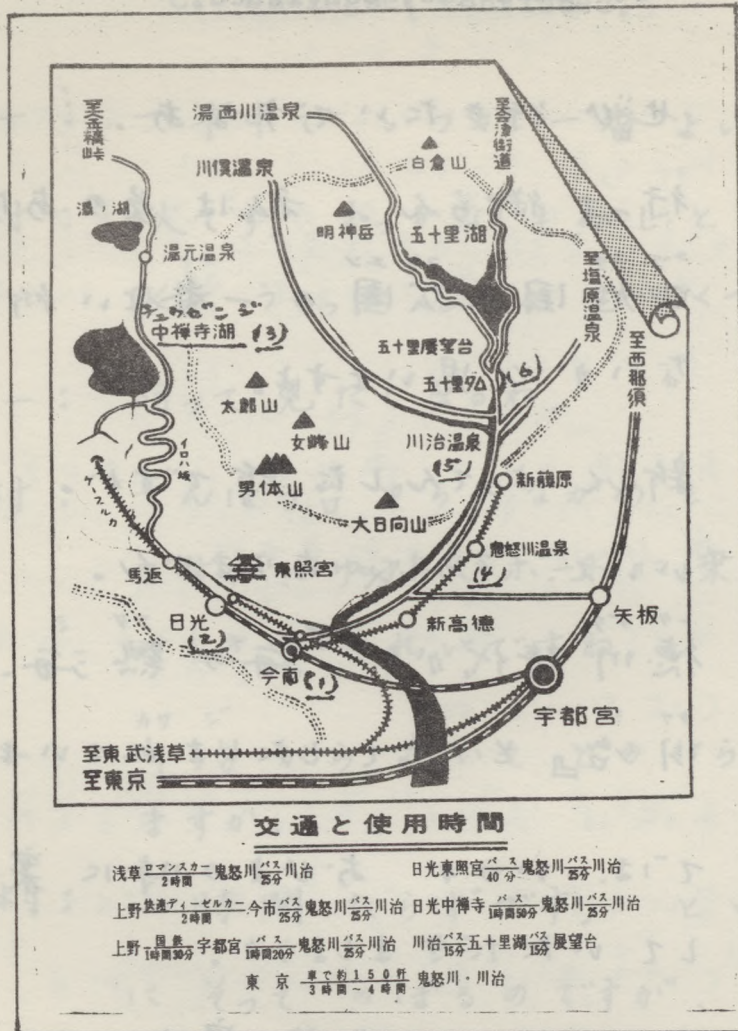 至金精峠
湯西川温泉
至会津街道
川俣温泉
白倉山
湯ノ湖
明神岳
五十里湖
湯元温泉
至塩原温泉
チュウゼンジ
中禅寺湖 (3)
五十里展望台
至西那須
五十里ダム (6)
太郎山
女峰山
川治温泉
(5)
イロハ坂
男体山
新藤原
大日向山
ケーブルカー
鬼怒川温泉
(4)
馬返
東照宮
矢板
日光
(2)
新高徳
今市 (1)
宇都宮
至東武浅草
至東京
交通と使用時間
浅草 ロマンスカー 2時間 鬼怒川 バス 25分 川治
日光東照宮 バス 40分 鬼怒川 バス 25分 川治
上野 快速ディーゼルカー 2時間 今市 バス 25分 鬼怒川 バス 25分 川治
日光中禅寺 バス 1時間50分 鬼怒川 バス 25分 川治
上野 国鉄 1時間30分 宇都宮 バス 1時間20分 鬼怒川 バス 25分 川治
川治 バス 15分 五十里湖 バス 15分 展望台
東京 車で約150粁 3時間~4時間 鬼怒川・川治